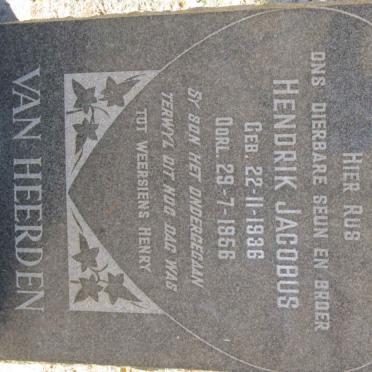 HIER RUS
ONS DIERBARE SEUN EN BROER
HENDRIK JACOBUS
GEB. 22-11-1936
OORL. 29-7-1956
SY SON HET ONDERGEGAAN
TERWYL DIT NOG DAG WAS
TOT WEERSIENS HENRY
VAN HEERDEN